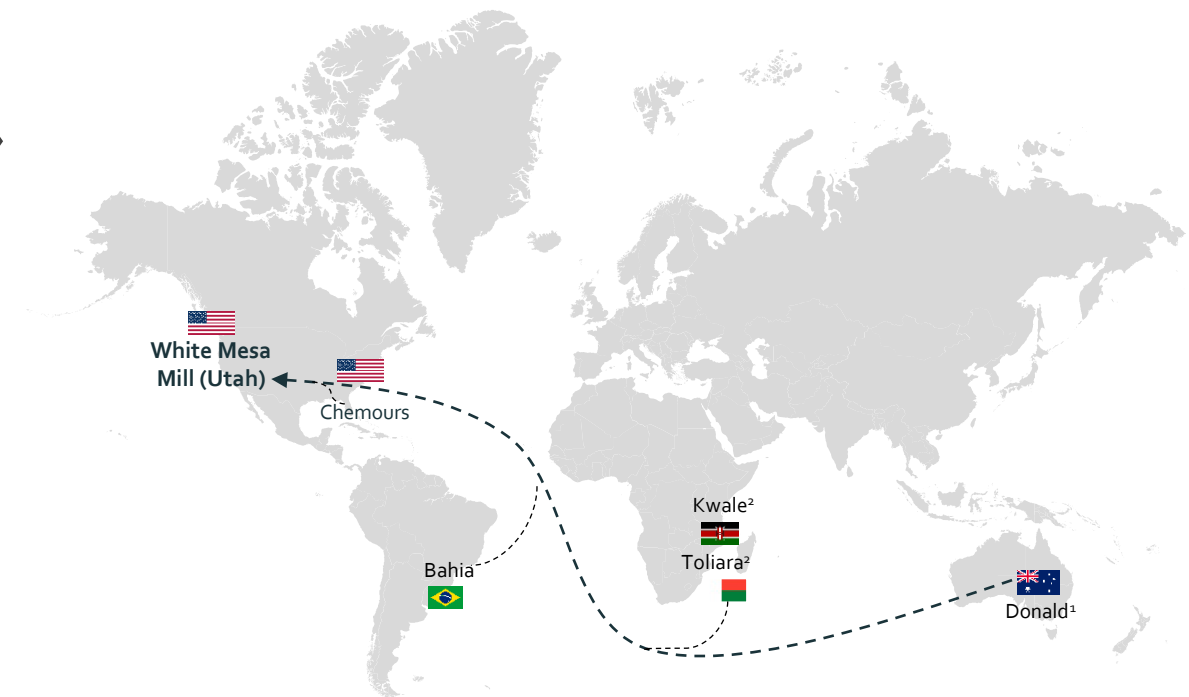 White Mesa
Mill (Utah)
Chemours
Kwale²
Toliara²
Bahia
Donald¹